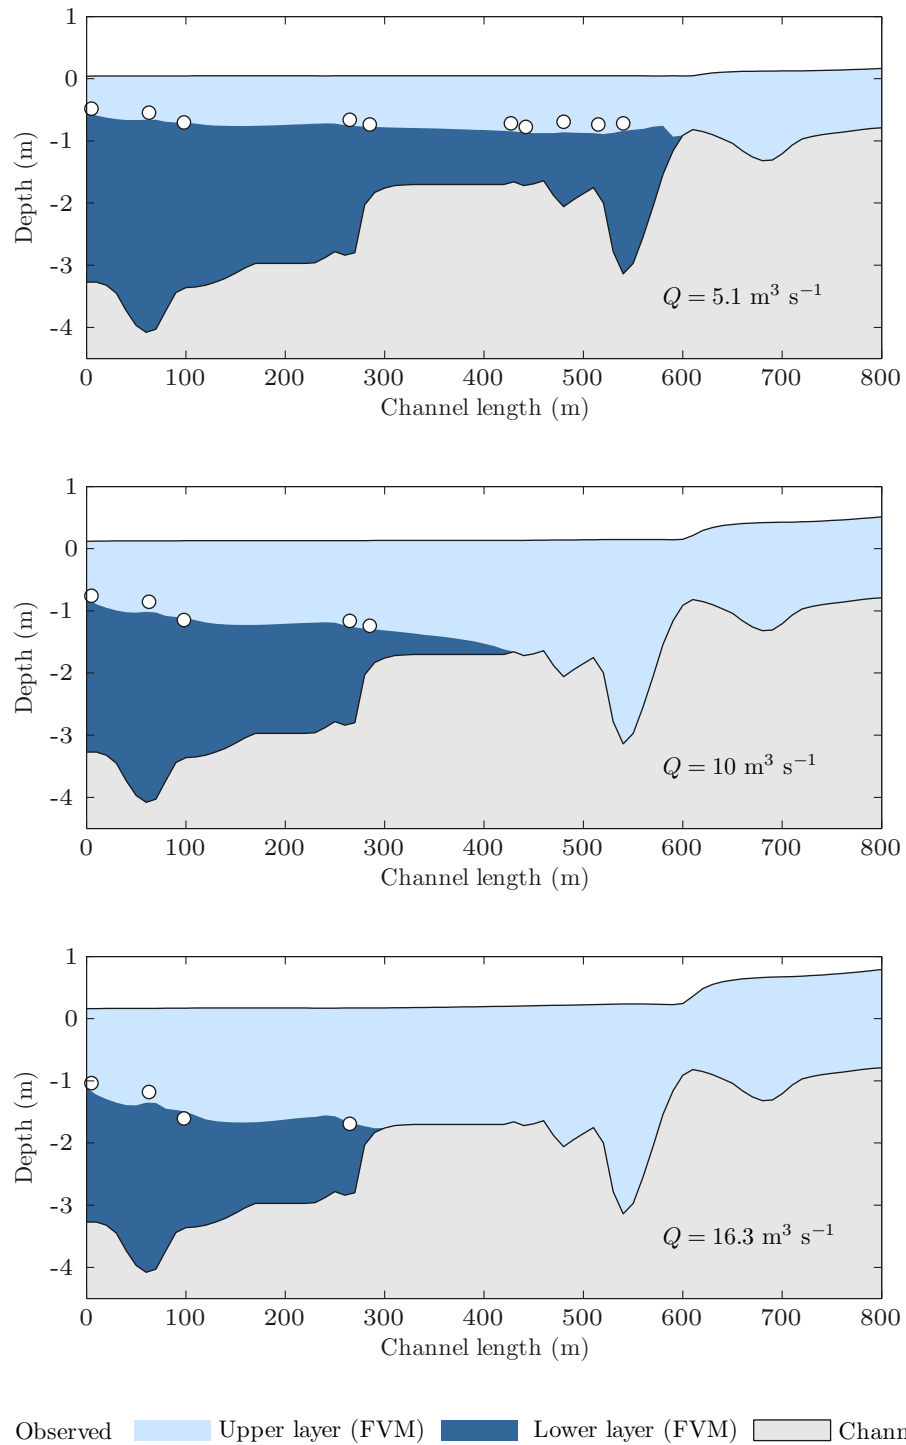 1
0
-1
-2
-3
-4
Depth (m)
Q = 5.1 m³ s⁻¹
0 100 200 300 400 500 600 700 800
Channel length (m)
1
0
-1
-2
-3
-4
Depth (m)
Q = 10 m³ s⁻¹
0 100 200 300 400 500 600 700 800
Channel length (m)
1
0
-1
-2
-3
-4
Depth (m)
Q = 16.3 m³ s⁻¹
0 100 200 300 400 500 600 700 800
Channel length (m)
Observed Upper layer (FVM) Lower layer (FVM) Chann